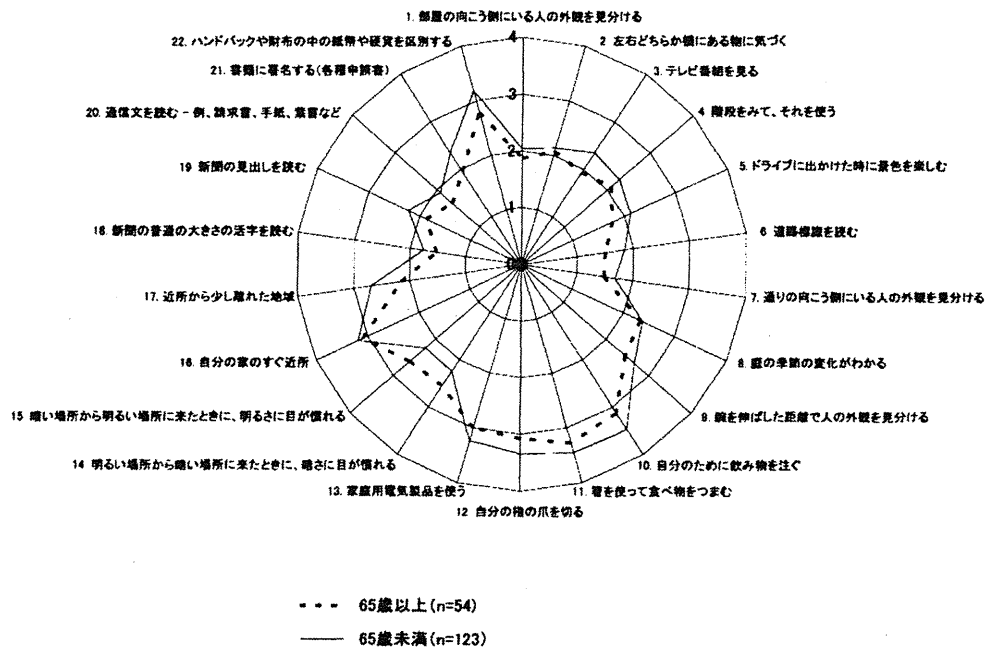 1. 部屋の向こう側にいる人の外観を見分ける
2 左右どちらか側にある物に気づく
3. テレビ番組を見る
4 階段をみて、それを使う
5. ドライブに出かけた時に景色を楽しむ
6 道路標識を読む
7. 通りの向こう側にいる人の外観を見分ける
8. 庭の季節の変化がわかる
9. 腕を伸ばした距離で人の外観を見分ける
10. 自分のために飲み物を注ぐ
11. 箸を使って食べ物をつまむ
12 自分の指の爪を切る
13. 家庭用電気製品を使う
14 明るい場所から暗い場所に来たときに、暗さに目が慣れる
15 暗い場所から明るい場所に来たときに、明るさに目が慣れる
16. 自分の家のすぐ近所
17. 近所から少し離れた地域
18. 新聞の普通の大きさの活字を読む
19 新聞の見出しを読む
20. 通信文を読む - 例、請求書、手紙、葉書など
21. 書類に署名する(各種申請書)
22. ハンドバックや財布の中の紙幣や硬貨を区別する
4
3
2
1
0
65歳以上(n=54)
65歳未満(n=123)